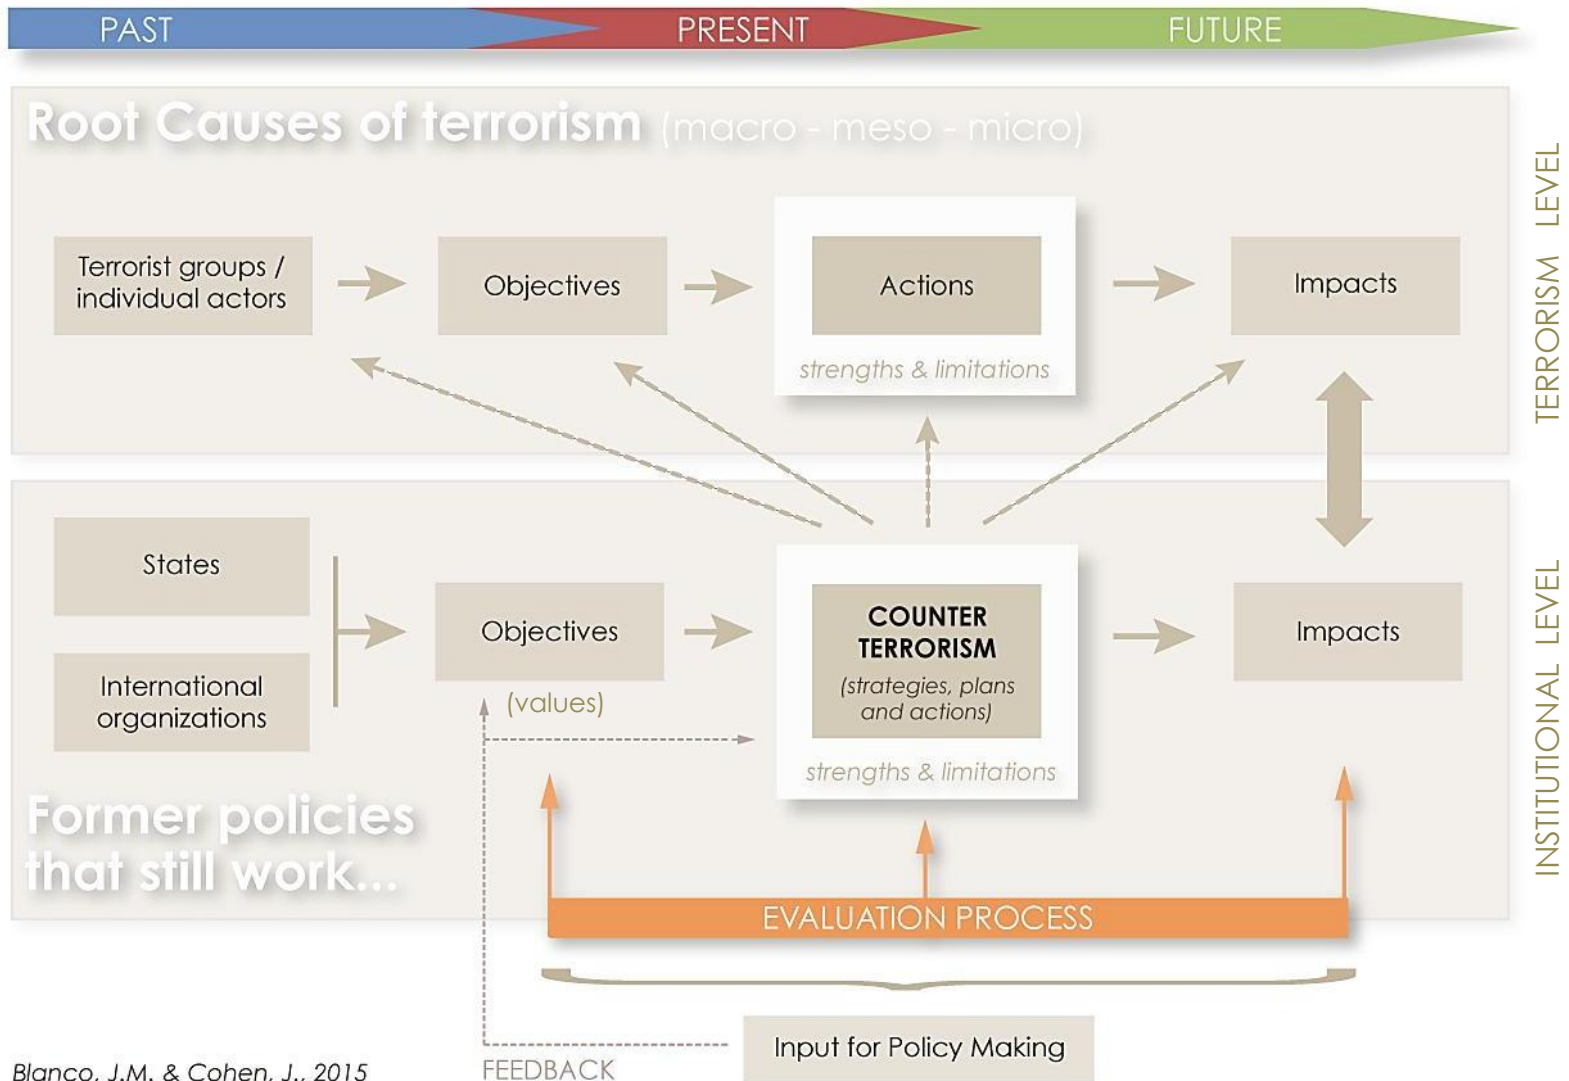 PAST
PRESENT
FUTURE
Root Causes of terrorism (macro - meso - micro)
Terrorist groups /
individual actors
Objectives
Actions
strengths & limitations
Impacts
TERRORISM LEVEL
States
International
organizations
Objectives
(values)
COUNTER
TERRORISM
(strategies, plans
and actions)
strengths & limitations
Impacts
INSTITUTIONAL LEVEL
Former policies
that still work...
EVALUATION PROCESS
Input for Policy Making
FEEDBACK
Blanco, J.M. & Cohen, J., 2015